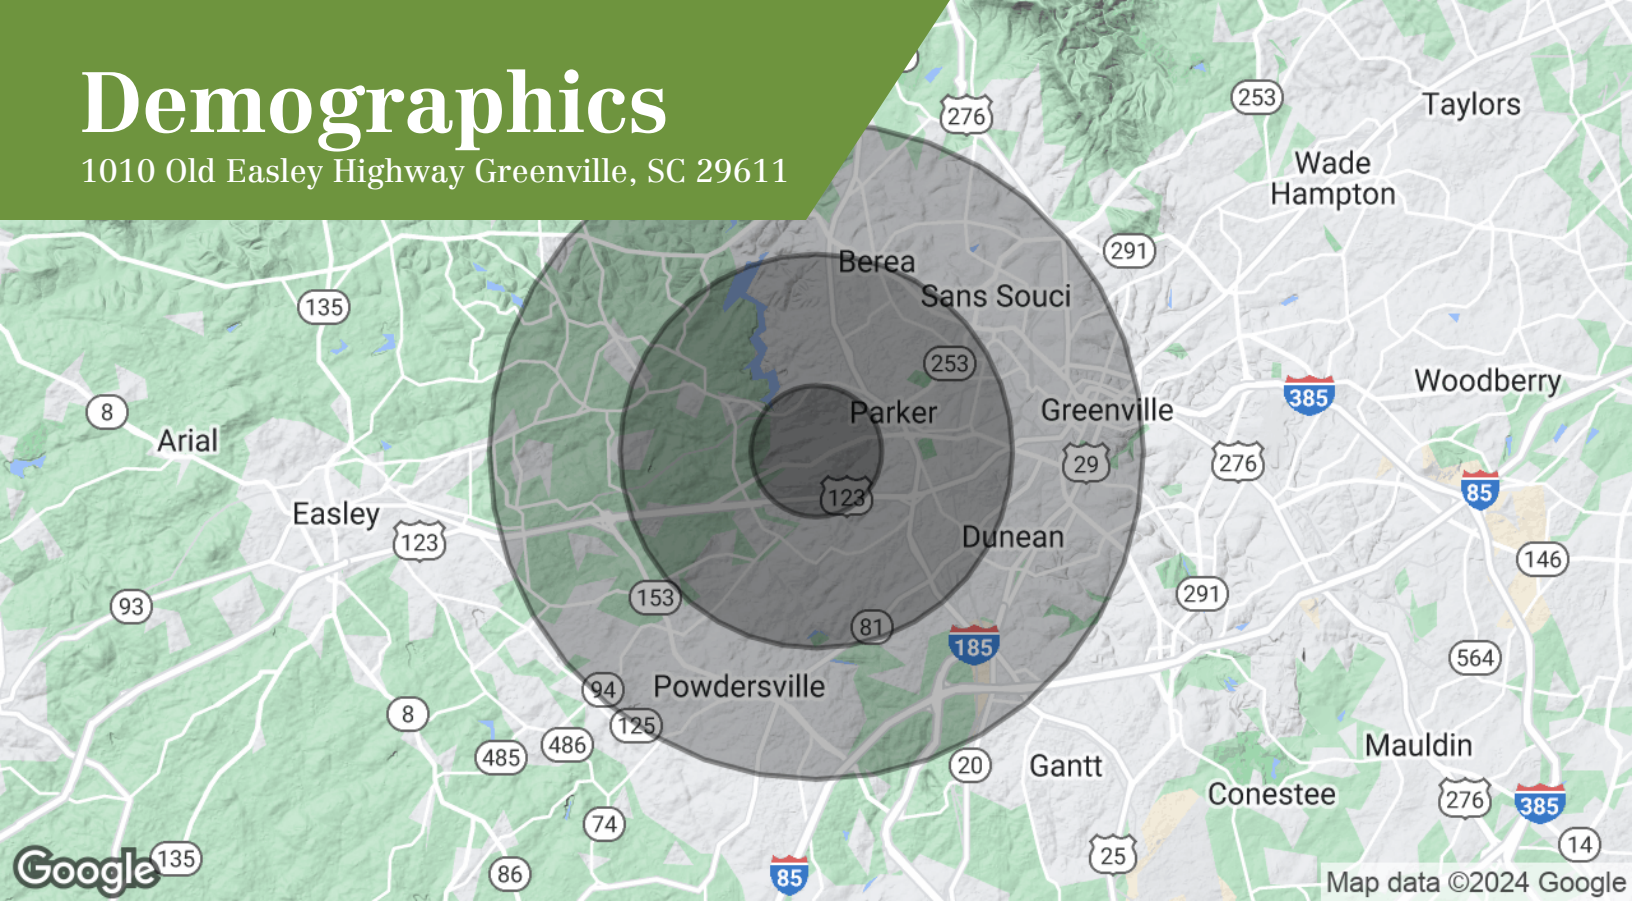 Demographics
1010 Old Easley Highway Greenville, SC 29611
276
253
Taylors
Wade
Hampton
291
Berea
Sans Souci
135
253
385
Woodberry
8
Parker
Greenville
Arial
29
276
85
123
Easley
123
Dunean
146
153
291
93
81
185
564
94
Powdersville
8
125
486
485
Mauldin
20
Gantt
Conestee
276
385
74
25
14
135
Google
86
85
Map data ©2024 Google